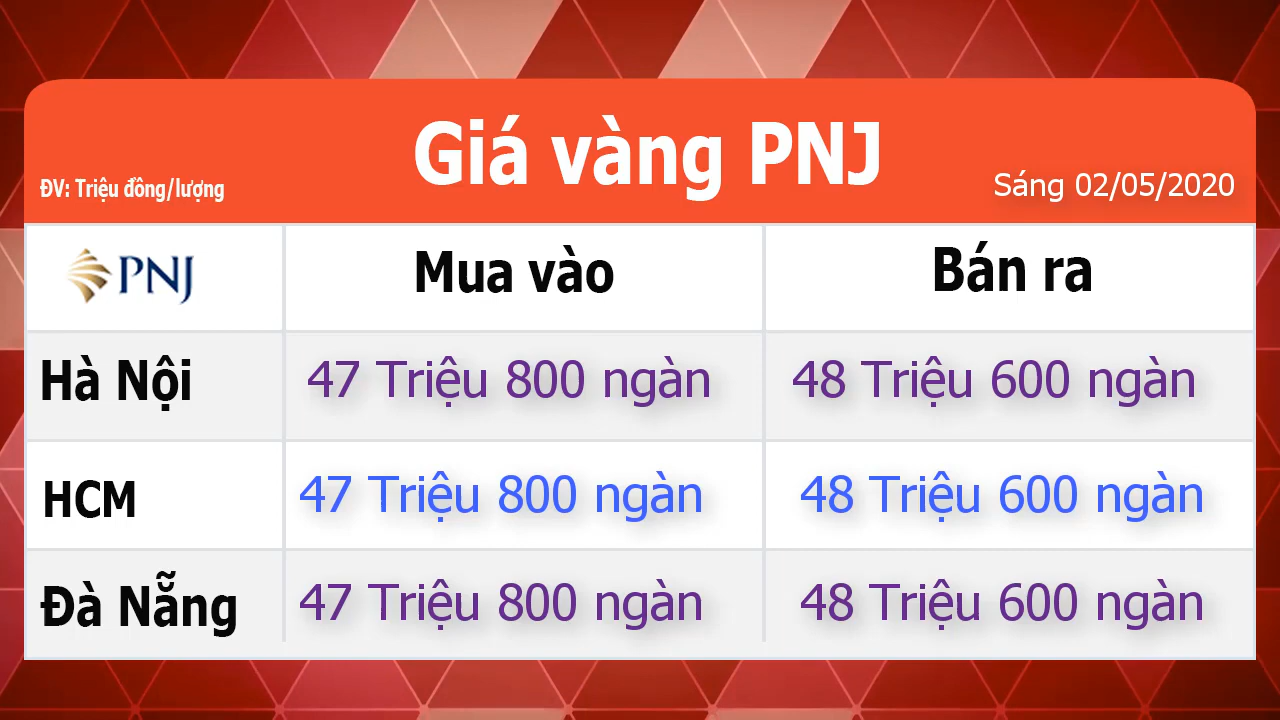 Giá vàng PNJ
ĐV: Triệu đồng/lượng
Sáng 02/05/2020
PNJ
Mua vào
Bán ra
Hà Nội
47 Triệu 800 ngàn
48 Triệu 600 ngàn
HCM
47 Triệu 800 ngàn
48 Triệu 600 ngàn
Đà Nẵng
47 Triệu 800 ngàn
48 Triệu 600 ngàn